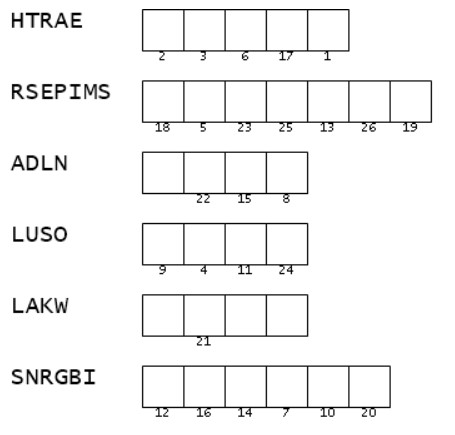 HTRAE
2 3 6 17 1
RSEPIMS
18 5 23 25 13 26 19
ADLN
22 15 8
LUSO
9 4 11 24
LAKW
21
SNRGBI
12 16 14 7 10 20